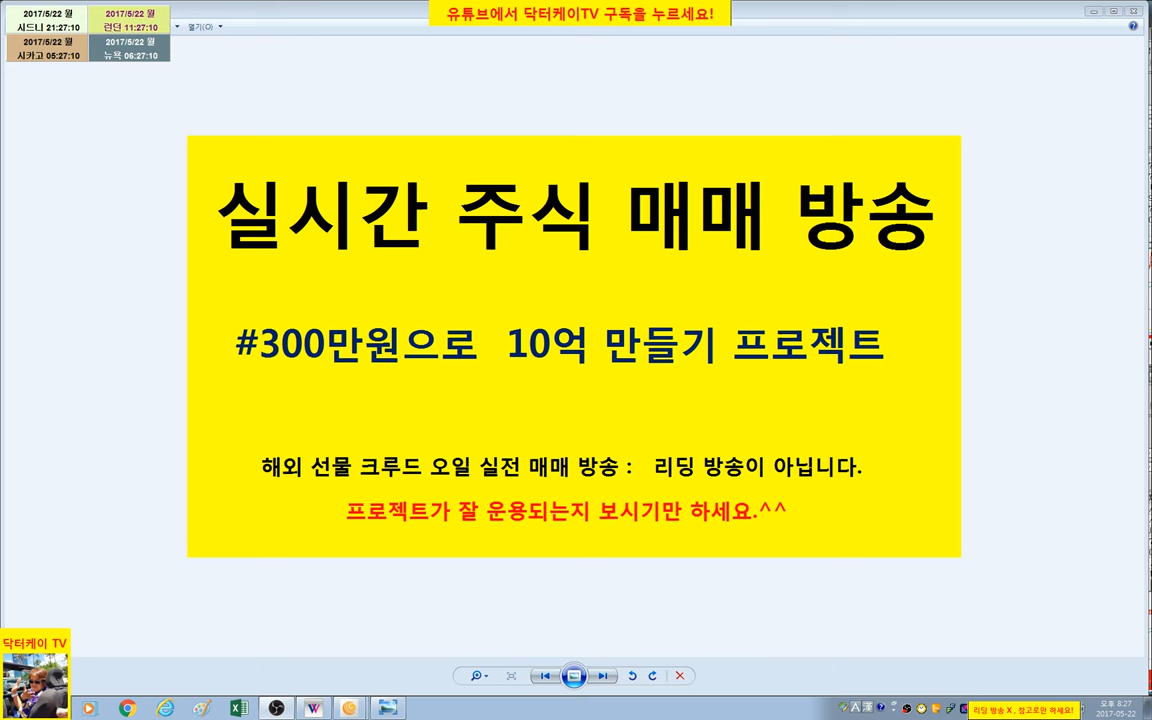 유튜브에서 닥터케이TV 구독을 누르세요!
2017/5/22 월
시드니 21:27:10
2017/5/22 월
런던 11:27:10
열기(O)
2017/5/22 월
시카고 05:27:10
2017/5/22 월
뉴욕 06:27:10
실시간 주식 매매 방송
#300만원으로 10억 만들기 프로젝트
해외 선물 크루드 오일 실전 매매 방송 : 리딩 방송이 아닙니다.
프로젝트가 잘 운용되는지 보시기만 하세요.^^
닥터케이 TV
A 漢
리딩 방송 X , 참고로만 하세요!
오후 8:27
2017-05-22